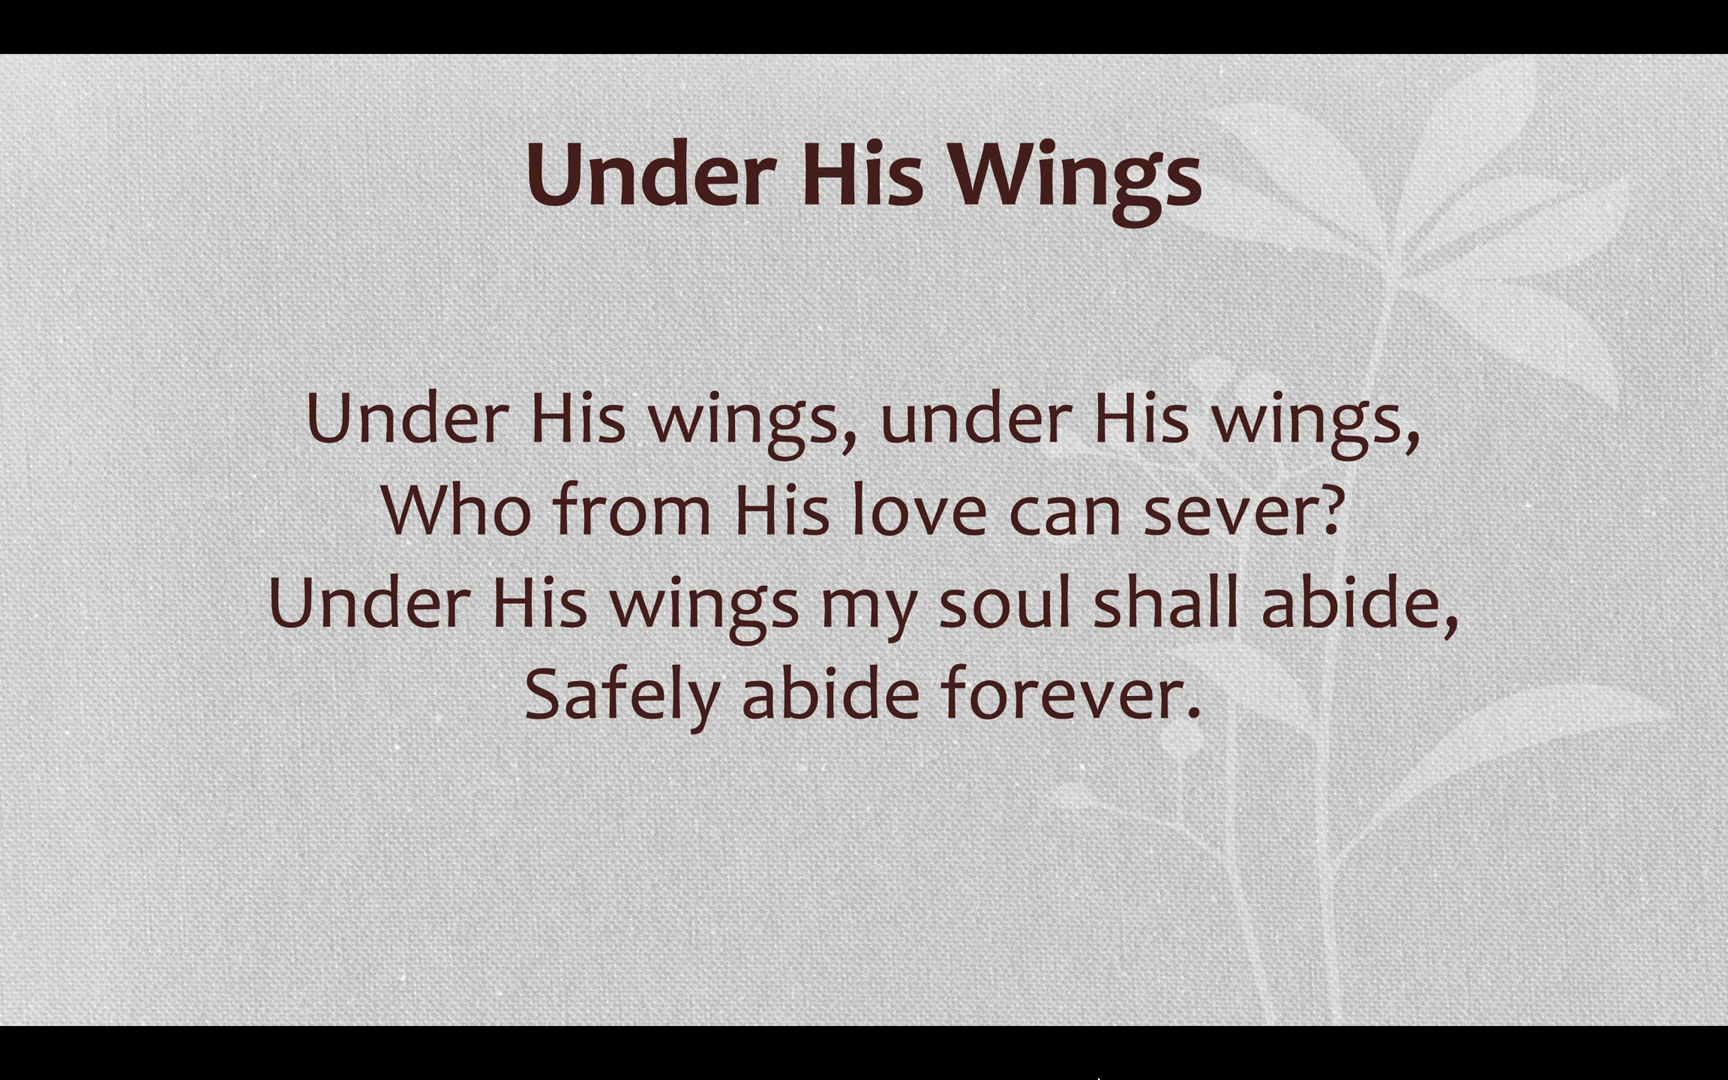 Under His Wings
Under His wings, under His wings,
Who from His love can sever?
Under His wings my soul shall abide,
Safely abide forever.